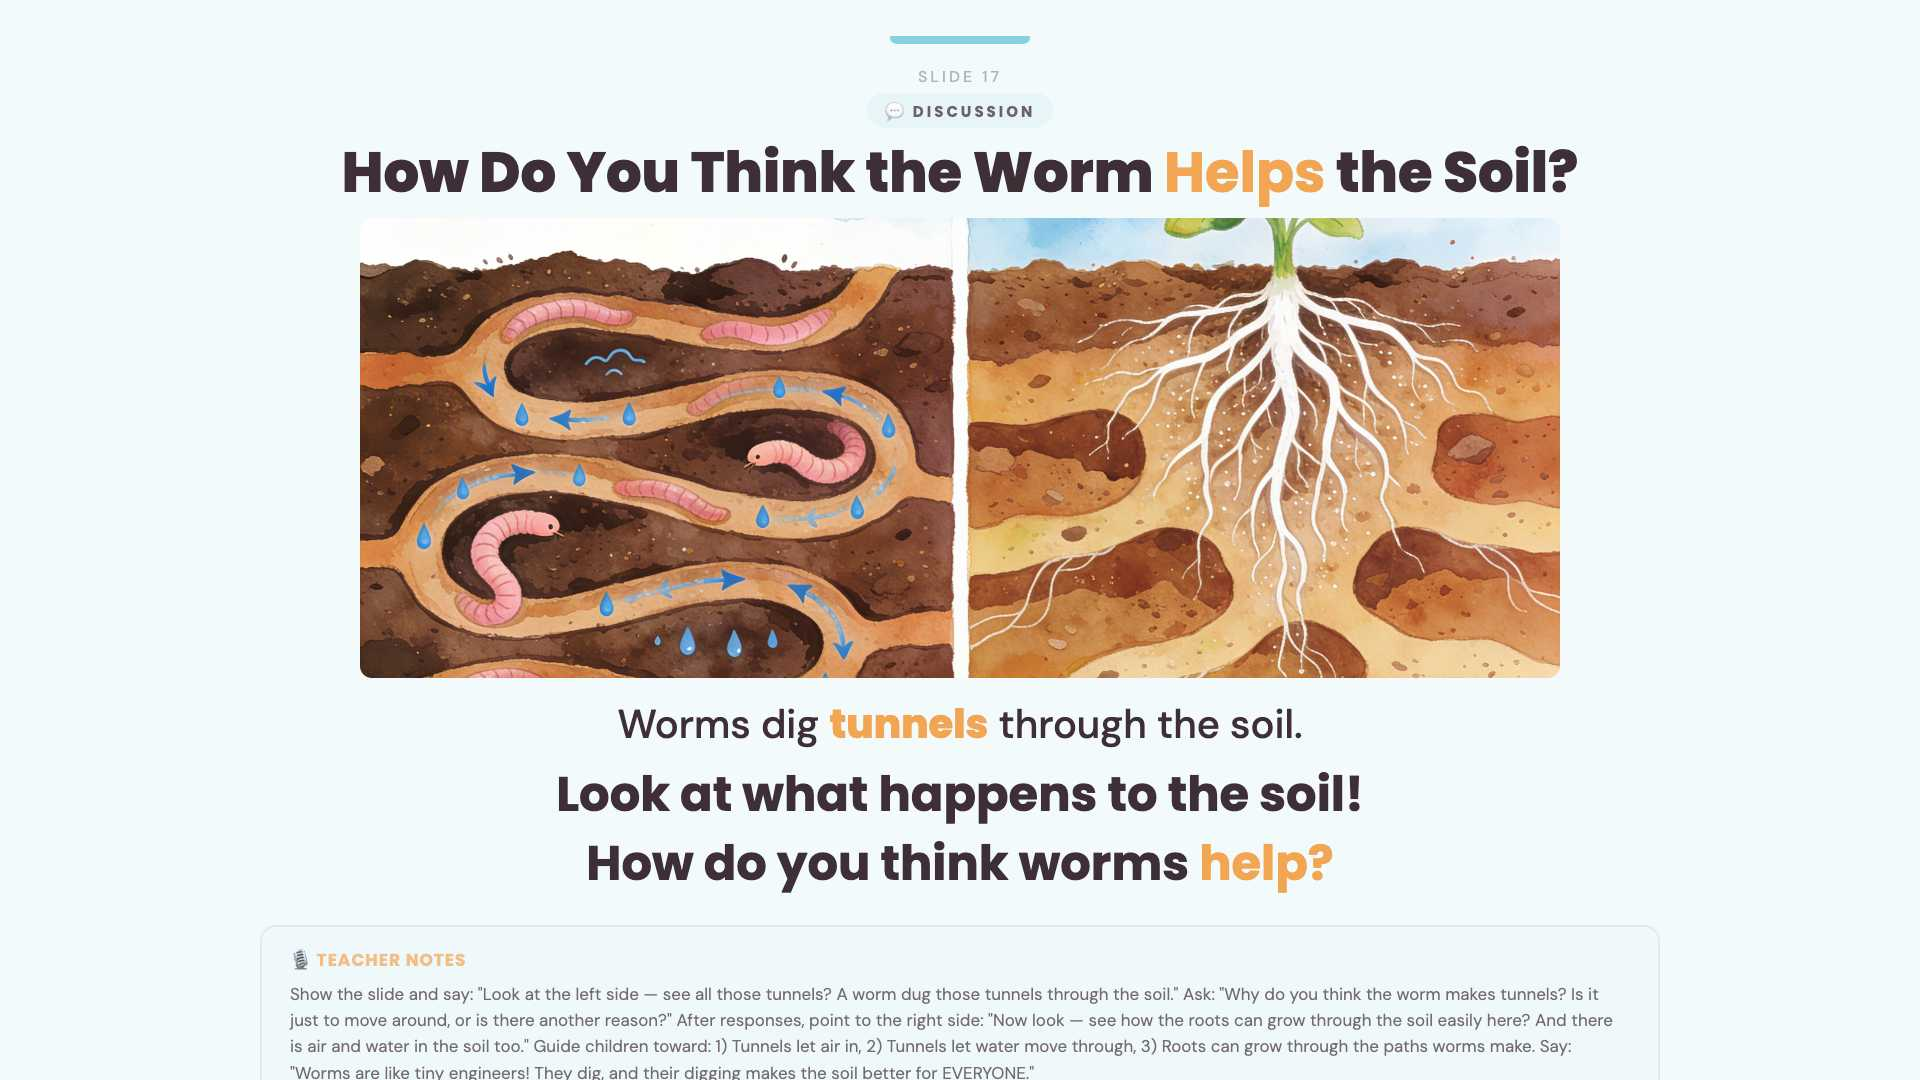 SLIDE 17
DISCUSSION
How Do You Think the Worm Helps the Soil?
Worms dig tunnels through the soil.
Look at what happens to the soil!
How do you think worms help?
TEACHER NOTES
Show the slide and say: "Look at the left side — see all those tunnels? A worm dug those tunnels through the soil." Ask: "Why do you think the worm makes tunnels? Is it
just to move around, or is there another reason?" After responses, point to the right side: "Now look — see how the roots can grow through the soil easily here? And there
is air and water in the soil too." Guide children toward: 1) Tunnels let air in, 2) Tunnels let water move through, 3) Roots can grow through the paths worms make. Say:
"Worms are like tiny engineers! They dig, and their digging makes the soil better for EVERYONE."